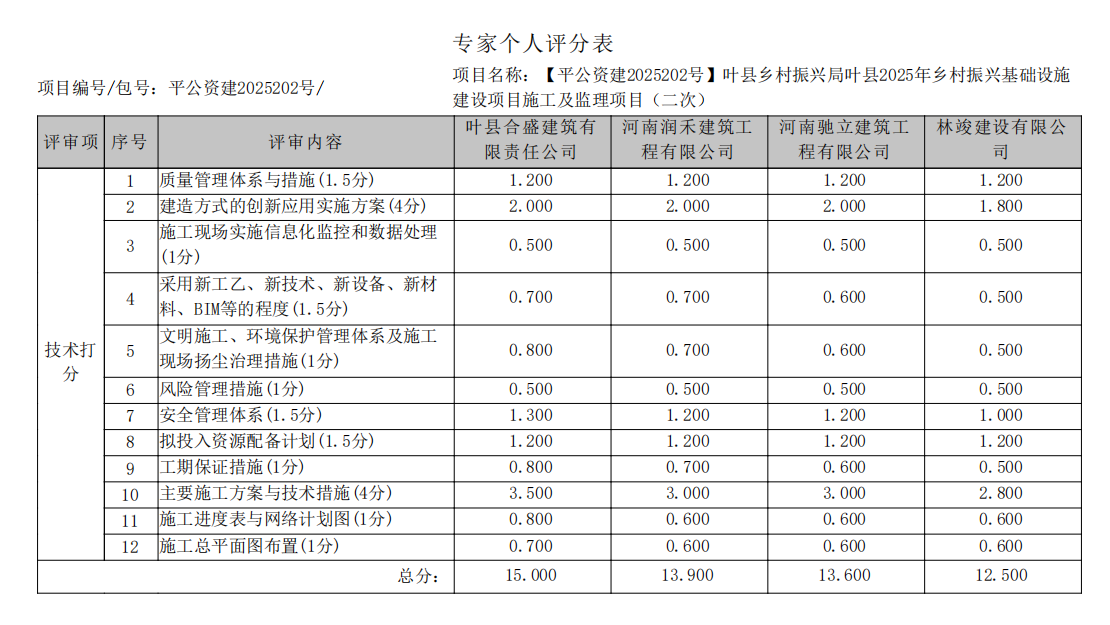 专家个人评分表
项目编号/包号：平公资建2025202号/
项目名称：【平公资建2025202号】叶县乡村振兴局叶县2025年乡村振兴基础设施
建设项目施工及监理项目（二次）
评审项 序号 评审内容 叶县合盛建筑有 河南润禾建筑工 河南驰立建筑工 林竣建设有限公
限责任公司 程有限公司 程有限公司 司
1 质量管理体系与措施(1.5分) 1.200 1.200 1.200 1.200
2 建造方式的创新应用实施方案(4分) 2.000 2.000 2.000 1.800
施工现场实施信息化监控和数据处理
3 0.500 0.500 0.500 0.500
(1分)
采用新工乙、新技术、新设备、新材
4 0.700 0.700 0.600 0.500
料、BIM等的程度(1.5分)
文明施工、环境保护管理体系及施工
技术打 5 0.800 0.700 0.600 0.500
分 现场扬尘治理措施(1分)
6 风险管理措施(1分) 0.500 0.500 0.500 0.500
7 安全管理体系(1.5分) 1.300 1.200 1.200 1.000
8 拟投入资源配备计划(1.5分) 1.200 1.200 1.200 1.200
9 工期保证措施(1分) 0.800 0.700 0.600 0.500
10 主要施工方案与技术措施(4分) 3.500 3.000 3.000 2.800
11 施工进度表与网络计划图(1分) 0.800 0.600 0.600 0.600
12 施工总平面图布置(1分) 0.700 0.600 0.600 0.600
总分： 15.000 13.900 13.600 12.500